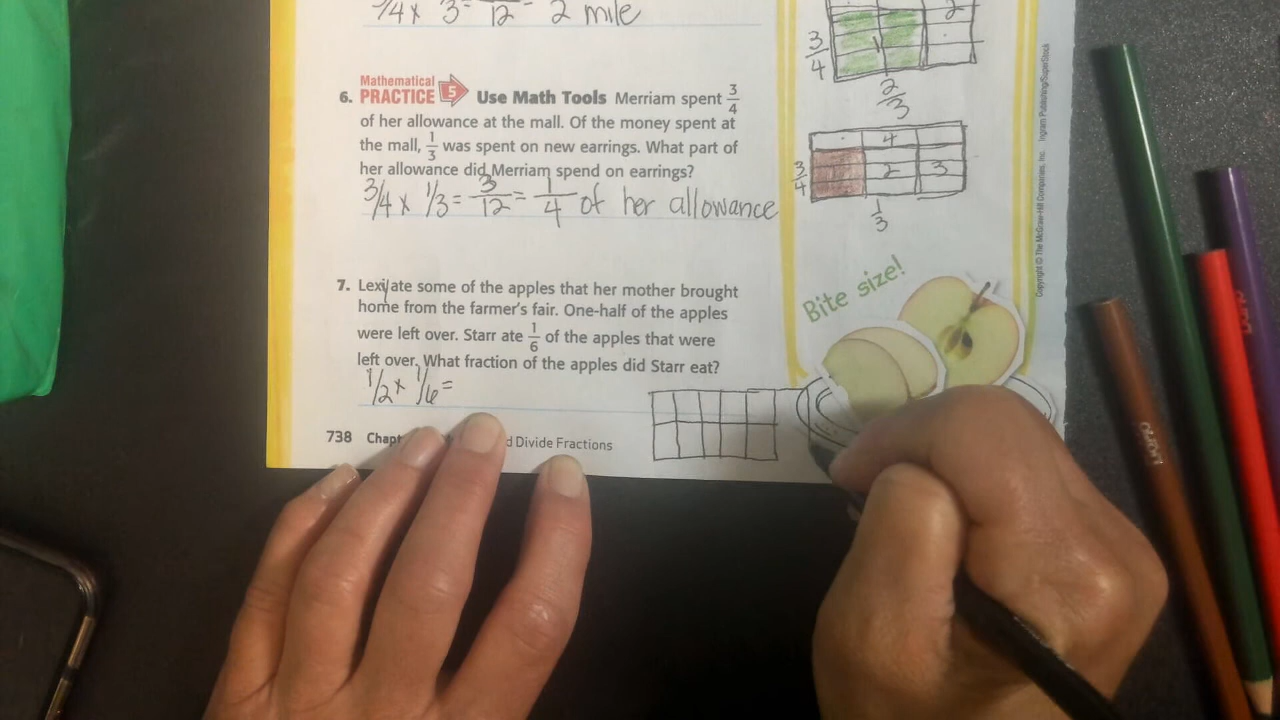 3/4 x 3 = 12 = 2 mile
6. Mathematical PRACTICE 5 Use Math Tools Merriam spent 3/4
of her allowance at the mall. Of the money spent at
the mall, 1/3 was spent on new earrings. What part of
her allowance did Merriam spend on earrings?
3/4 x 1/3 = 3/12 = 1/4 of her allowance
7. Lexy ate some of the apples that her mother brought
home from the farmer's fair. One-half of the apples
were left over. Starr ate 1/6 of the apples that were
left over. What fraction of the apples did Starr eat?
1/2 x 1/6 =
738 Chapt
d Divide Fractions
2
1
3/4
2/3
4
2 3
3/4
1/3
Bite size!
Copyright © The McGraw-Hill Companies, Inc. Ingram Publishing/SuperStock